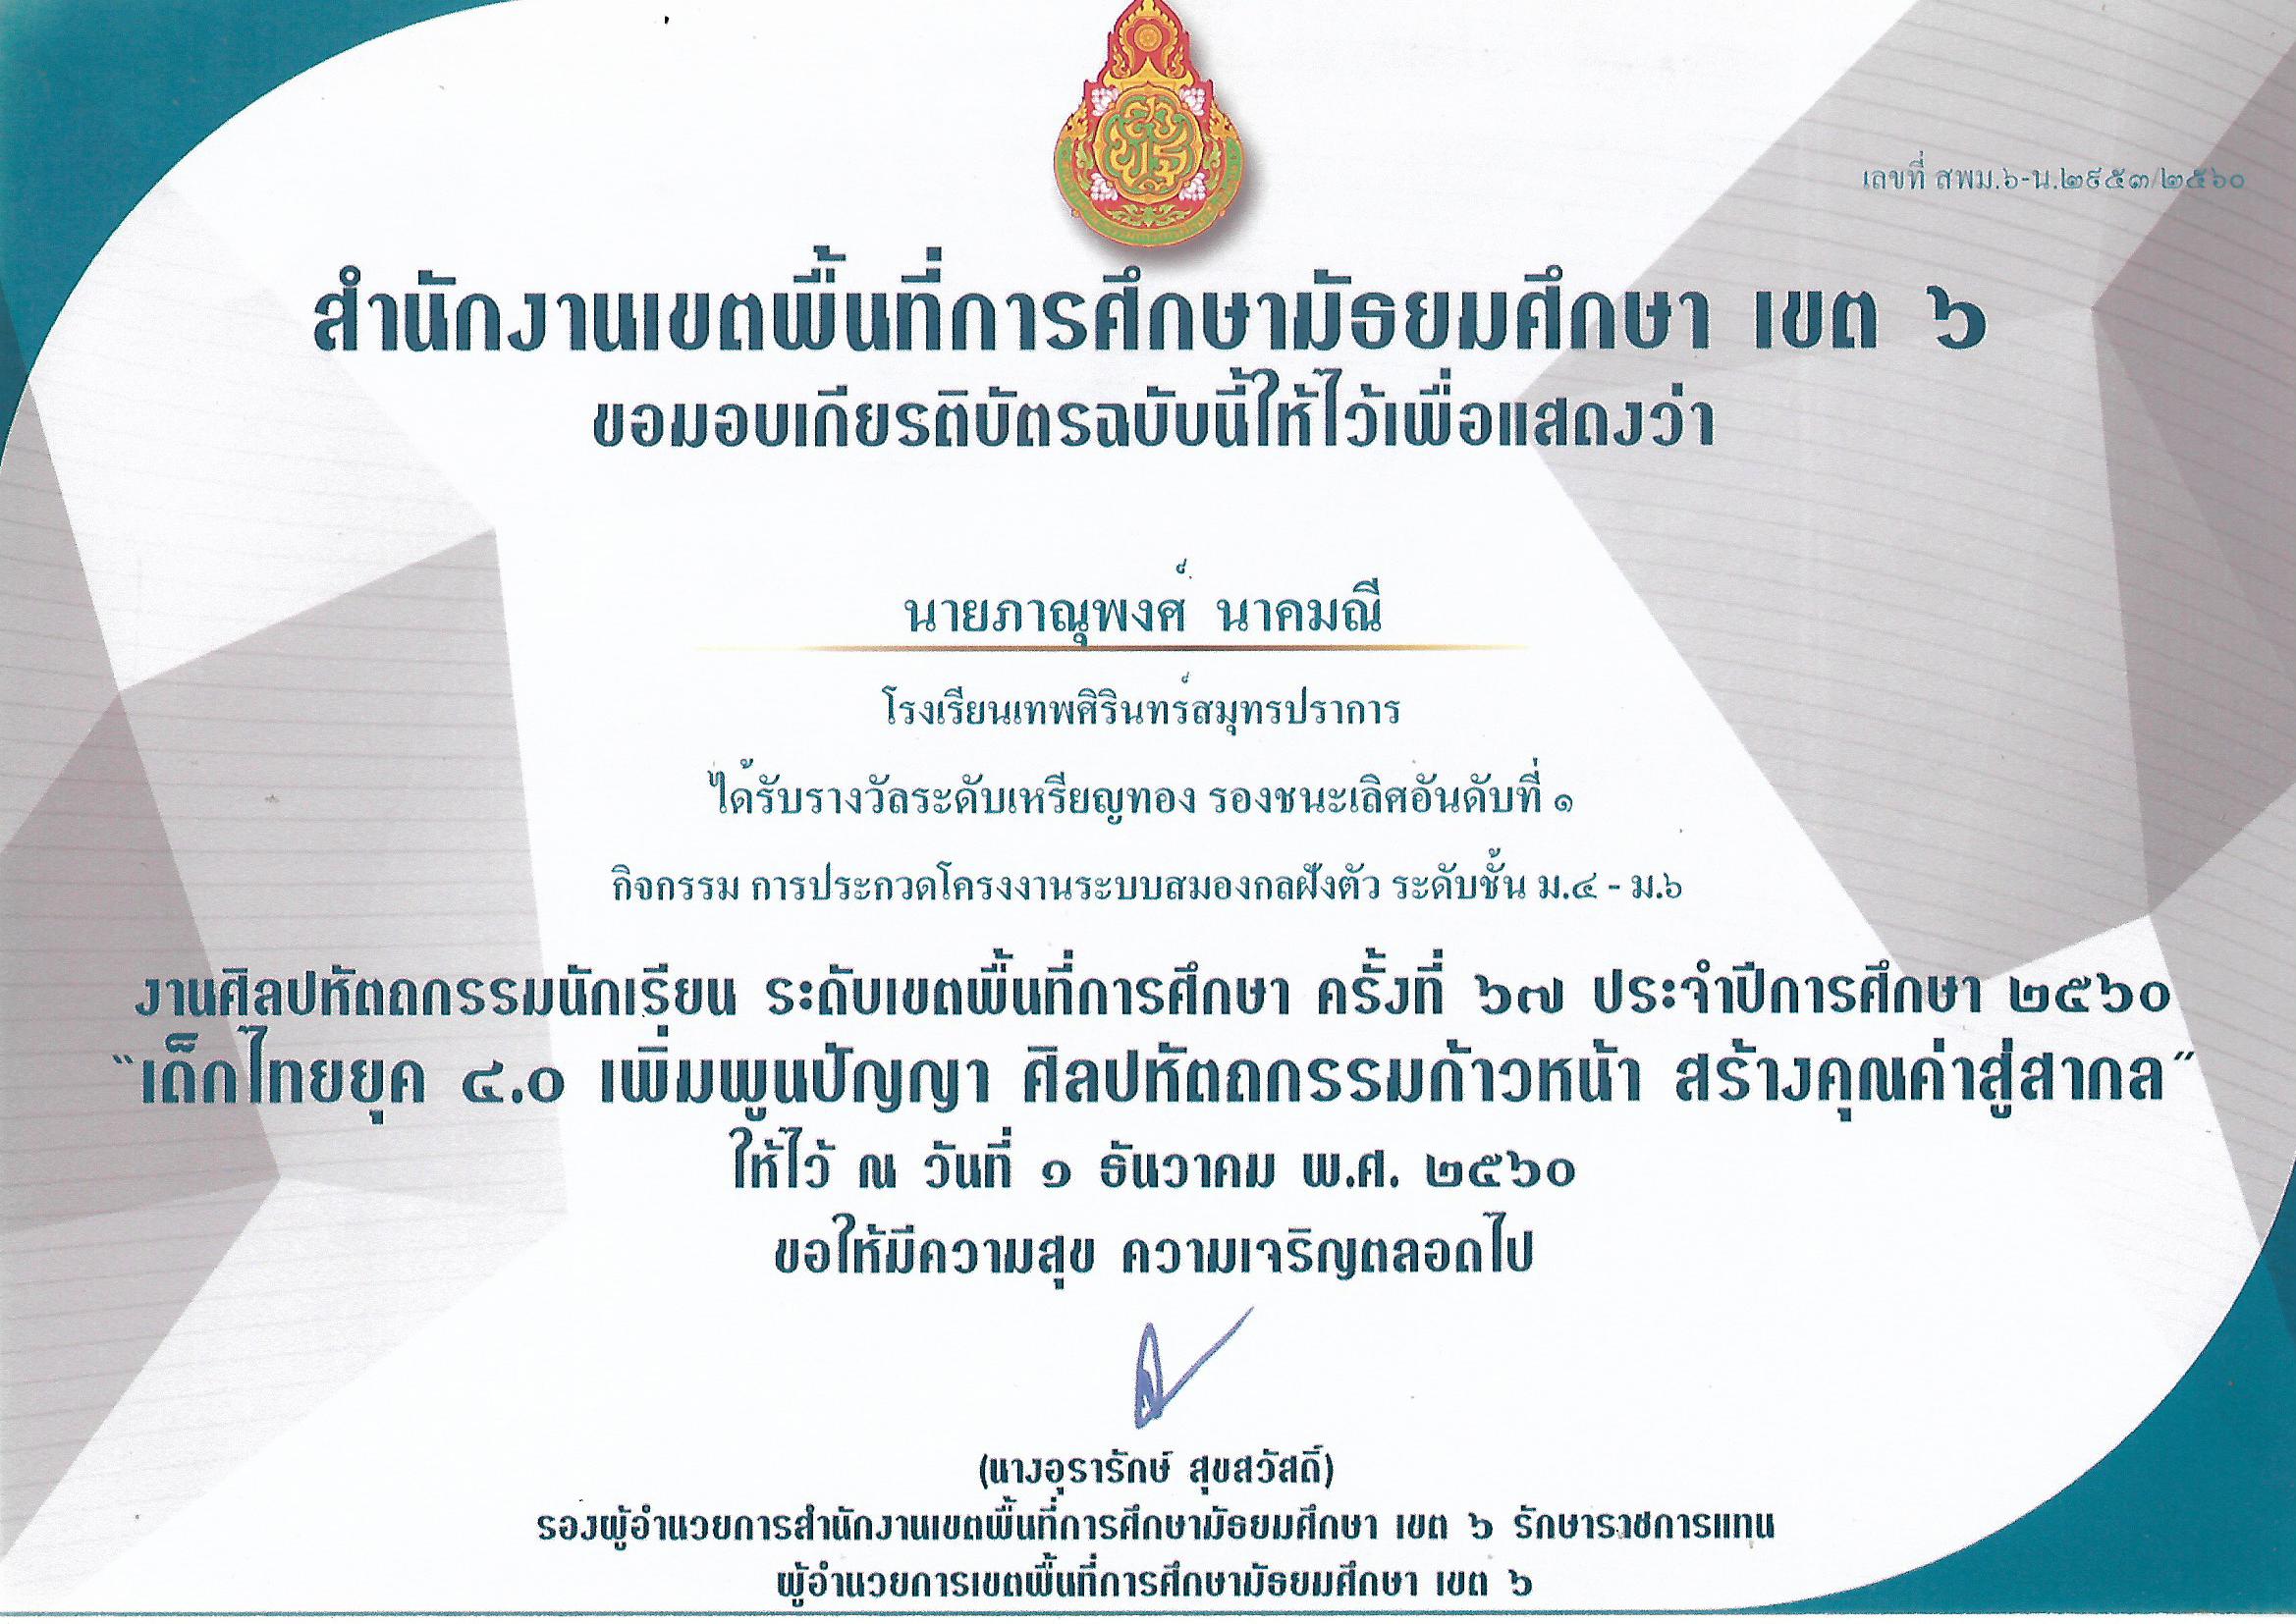 เลขที่ สพม.๖-น.๒๙๕๓/๒๕๖๐
สำนักงานเขตพื้นที่การศึกษามัธยมศึกษา เขต ๖
ขอมอบเกียรติบัตรฉบับนี้ให้ไว้เพื่อแสดงว่า
นายภาณุพงศ์ นาคมณี
โรงเรียนเทพศิรินทร์สมุทรปราการ
ได้รับรางวัลระดับเหรียญทอง รองชนะเลิศอันดับที่ ๑
กิจกรรม การประกวดโครงงานระบบสมองกลฝังตัว ระดับชั้น ม.๔ - ม.๖
งานศิลปหัตถกรรมนักเรียน ระดับเขตพื้นที่การศึกษา ครั้งที่ ๖๗ ประจำปีการศึกษา ๒๕๖๐
"เด็กไทยยุค ๔.๐ เพิ่มพูนปัญญา ศิลปหัตถกรรมก้าวหน้า สร้างคุณค่าสู่สากล"
ให้ไว้ ณ วันที่ ๑ ธันวาคม พ.ศ. ๒๕๖๐
ขอให้มีความสุข ความเจริญตลอดไป
(นางอุรารักษ์ สุขสวัสดิ์)
รองผู้อำนวยการสำนักงานเขตพื้นที่การศึกษามัธยมศึกษา เขต ๖ รักษาราชการแทน
ผู้อำนวยการเขตพื้นที่การศึกษามัธยมศึกษา เขต ๖